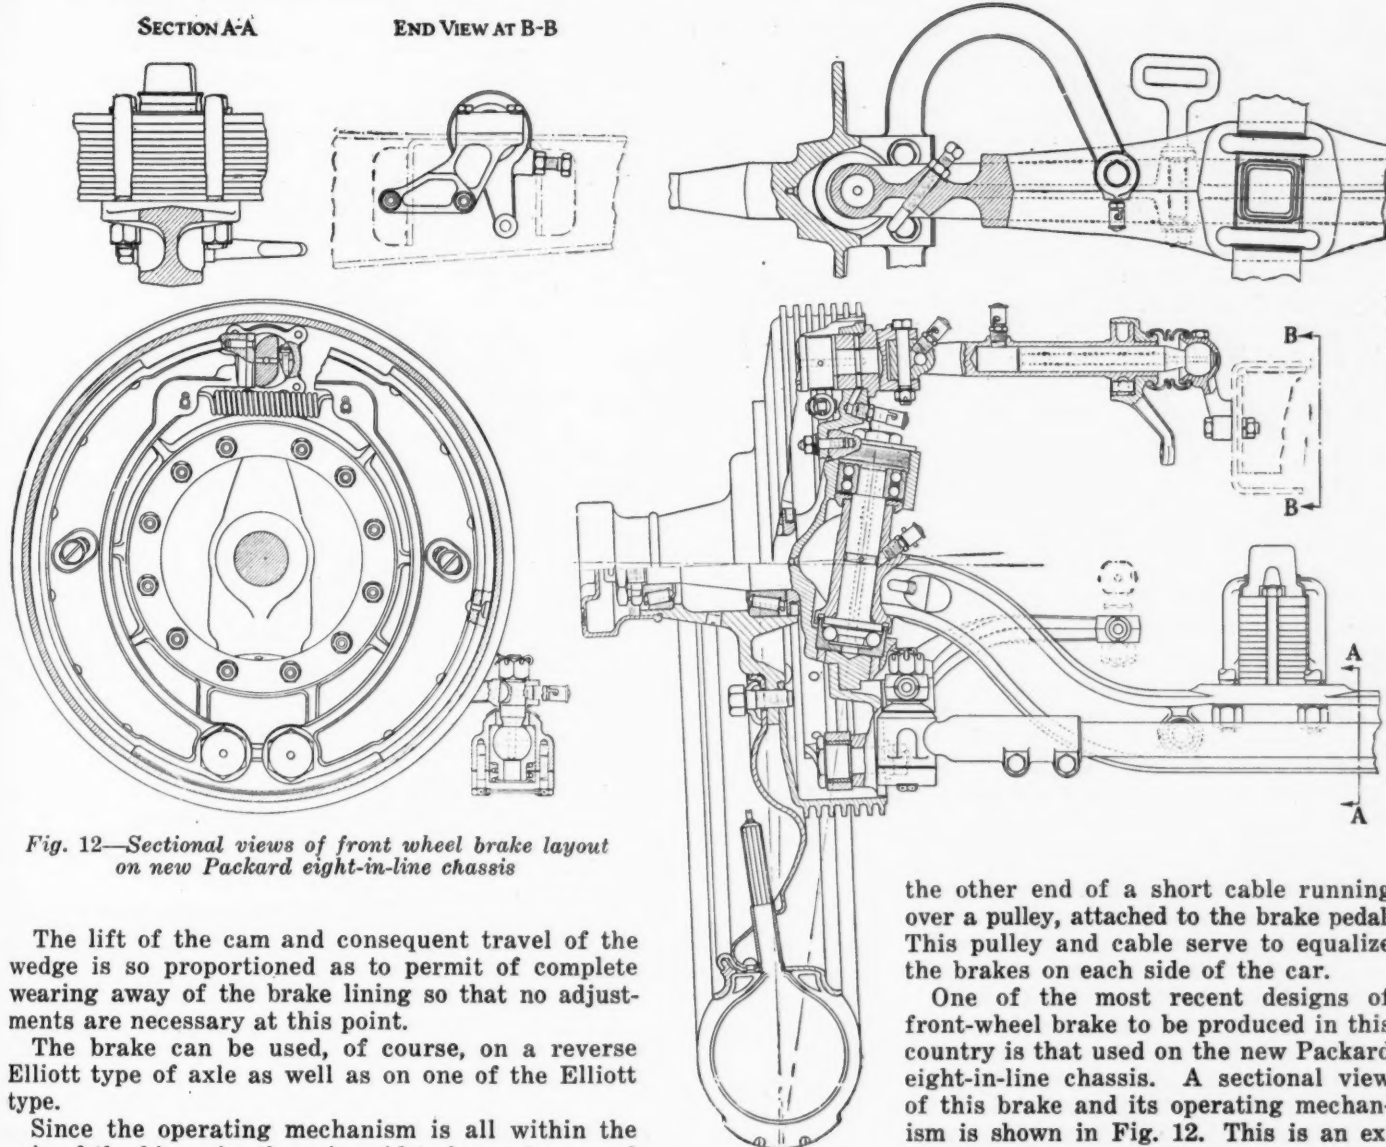 SECTION A-A
END VIEW AT B-B
B
B
A
A
Fig. 12—Sectional views of front wheel brake layout
on new Packard eight-in-line chassis
The lift of the cam and consequent travel of the
wedge is so proportioned as to permit of complete
wearing away of the brake lining so that no adjust-
ments are necessary at this point.
The brake can be used, of course, on a reverse
Elliott type of axle as well as on one of the Elliott
type.
Since the operating mechanism is all within the
the other end of a short cable running
over a pulley, attached to the brake pedal
This pulley and cable serve to equalize
the brakes on each side of the car.
One of the most recent designs of
front-wheel brake to be produced in this
country is that used on the new Packard
eight-in-line chassis. A sectional view
of this brake and its operating mechan-
ism is shown in Fig. 12. This is an ex-